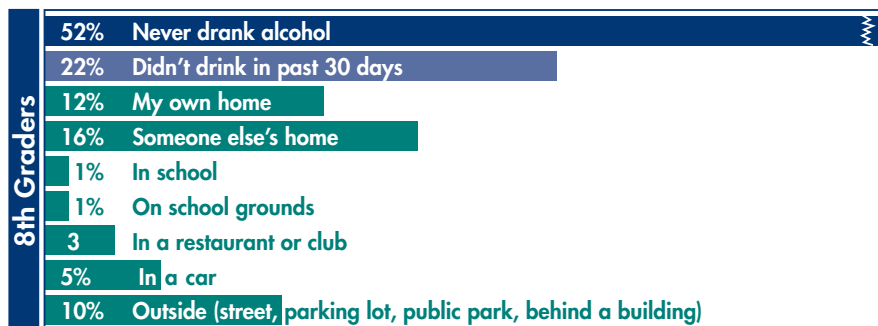 8th Graders
52% Never drank alcohol
22% Didn't drink in past 30 days
12% My own home
16% Someone else's home
1% In school
1% On school grounds
3 In a restaurant or club
5% In a car
10% Outside (street, parking lot, public park, behind a building)